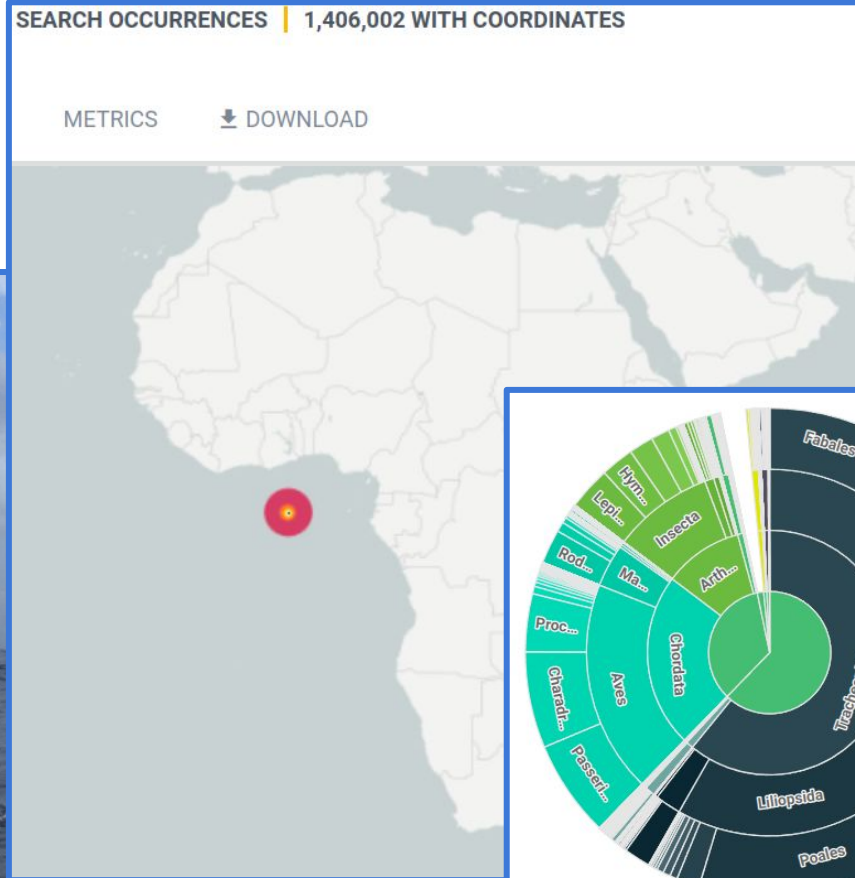 SEARCH OCCURRENCES | 1,406,002 WITH COORDINATES
METRICS
DOWNLOAD
Fabales
Hym...
Lepi...
Insecta
Arth...
Rod...
Ma...
Proc...
Chordata
Aves
Charadr...
Passeri...
Liliopsida
Poales